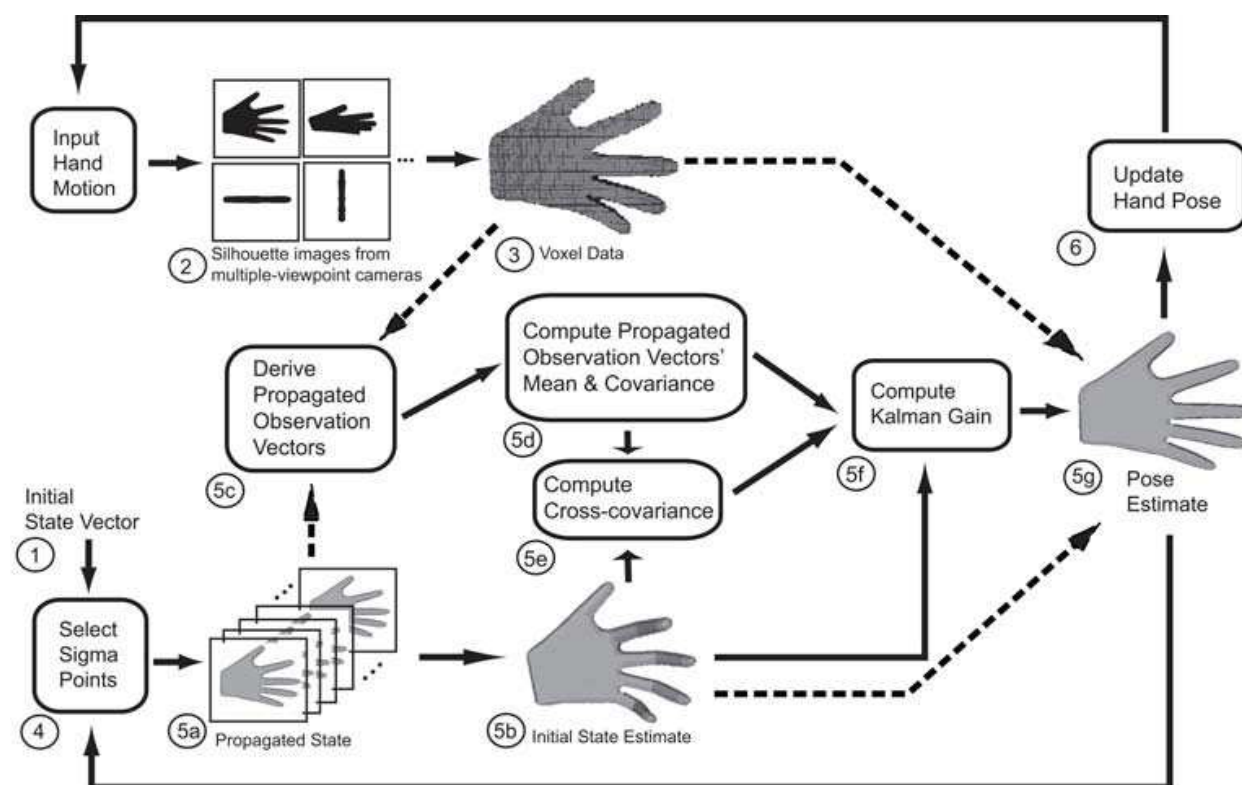 Input
Hand
Motion
...
2
Silhouette images from
multiple-viewpoint cameras
3
Voxel Data
Update
Hand Pose
6
Derive
Propagated
Observation
Vectors
5c
Compute Propagated
Observation Vectors'
Mean & Covariance
5d
Compute
Cross-covariance
5e
Compute
Kalman Gain
5f
5g
Pose
Estimate
Initial
State Vector
1
Select
Sigma
Points
4
5a
Propagated State
5b
Initial State Estimate